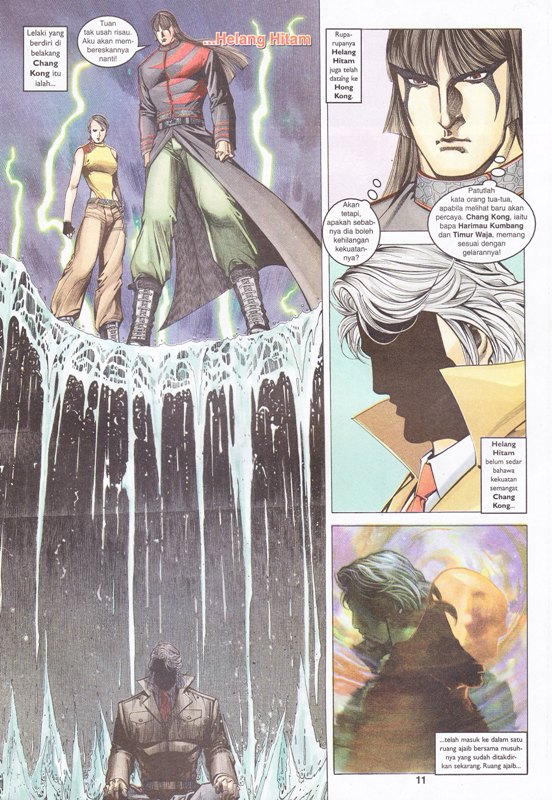 Lelaki yang
berdiri di
belakang
Chang
Kong itu
ialah...
Tuan
tak usah risau.
Aku akan mem-
bereskannya
nanti!
...Helang Hitam
Rupa-
rupanya
Helang
Hitam
juga telah
datang ke
Hong
Kong.
Akan
tetapi,
apakah sebab-
nya dia boleh
kehilangan
kekuatan-
nya?
Patutlah
kata orang tua-tua,
apabila melihat baru akan
percaya. Chang Kong, iaitu
bapa Harimau Kumbang
dan Timur Waja, memang
sesuai dengan
gelarannya!
Helang
Hitam
belum sedar
bahawa
kekuatan
semangat
Chang
Kong...
...telah masuk ke dalam satu
ruang ajaib bersama musuh-
nya yang sudah ditakdir-
kan sekarang. Ruang ajaib...
11